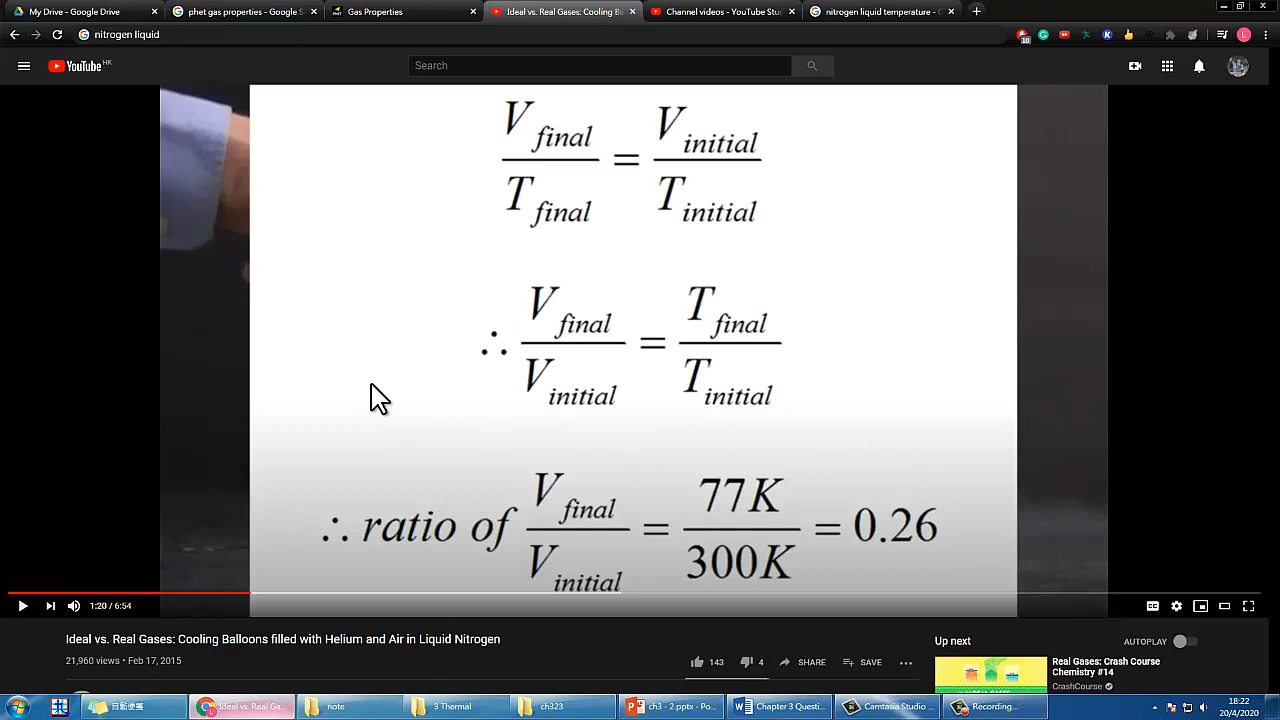 My Drive - Google Drive
phet gas properties - Google S
Gas Properties
Ideal vs. Real Gases: Cooling Ba
Channel videos - YouTube Stu
nitrogen liquid temperature - G
nitrogen liquid
10
L
YouTube HK
Search
V final / T final = V initial / T initial
∴ V final / V initial = T final / T initial
∴ ratio of V final / V initial = 77K / 300K = 0.26
1:20 / 6:54
CC
Ideal vs. Real Gases: Cooling Balloons filled with Helium and Air in Liquid Nitrogen
21,960 views • Feb 17, 2015
143
4
SHARE
SAVE
Up next
AUTOPLAY
Real Gases: Crash Course
Chemistry #14
CrashCourse
Ideal vs. Real Ga...
note
3 Thermal
ch323
ch3 - 2.pptx - Po...
Chapter 3 Questi...
Camtasia Studio ...
Recording...
18:22
20/4/2020